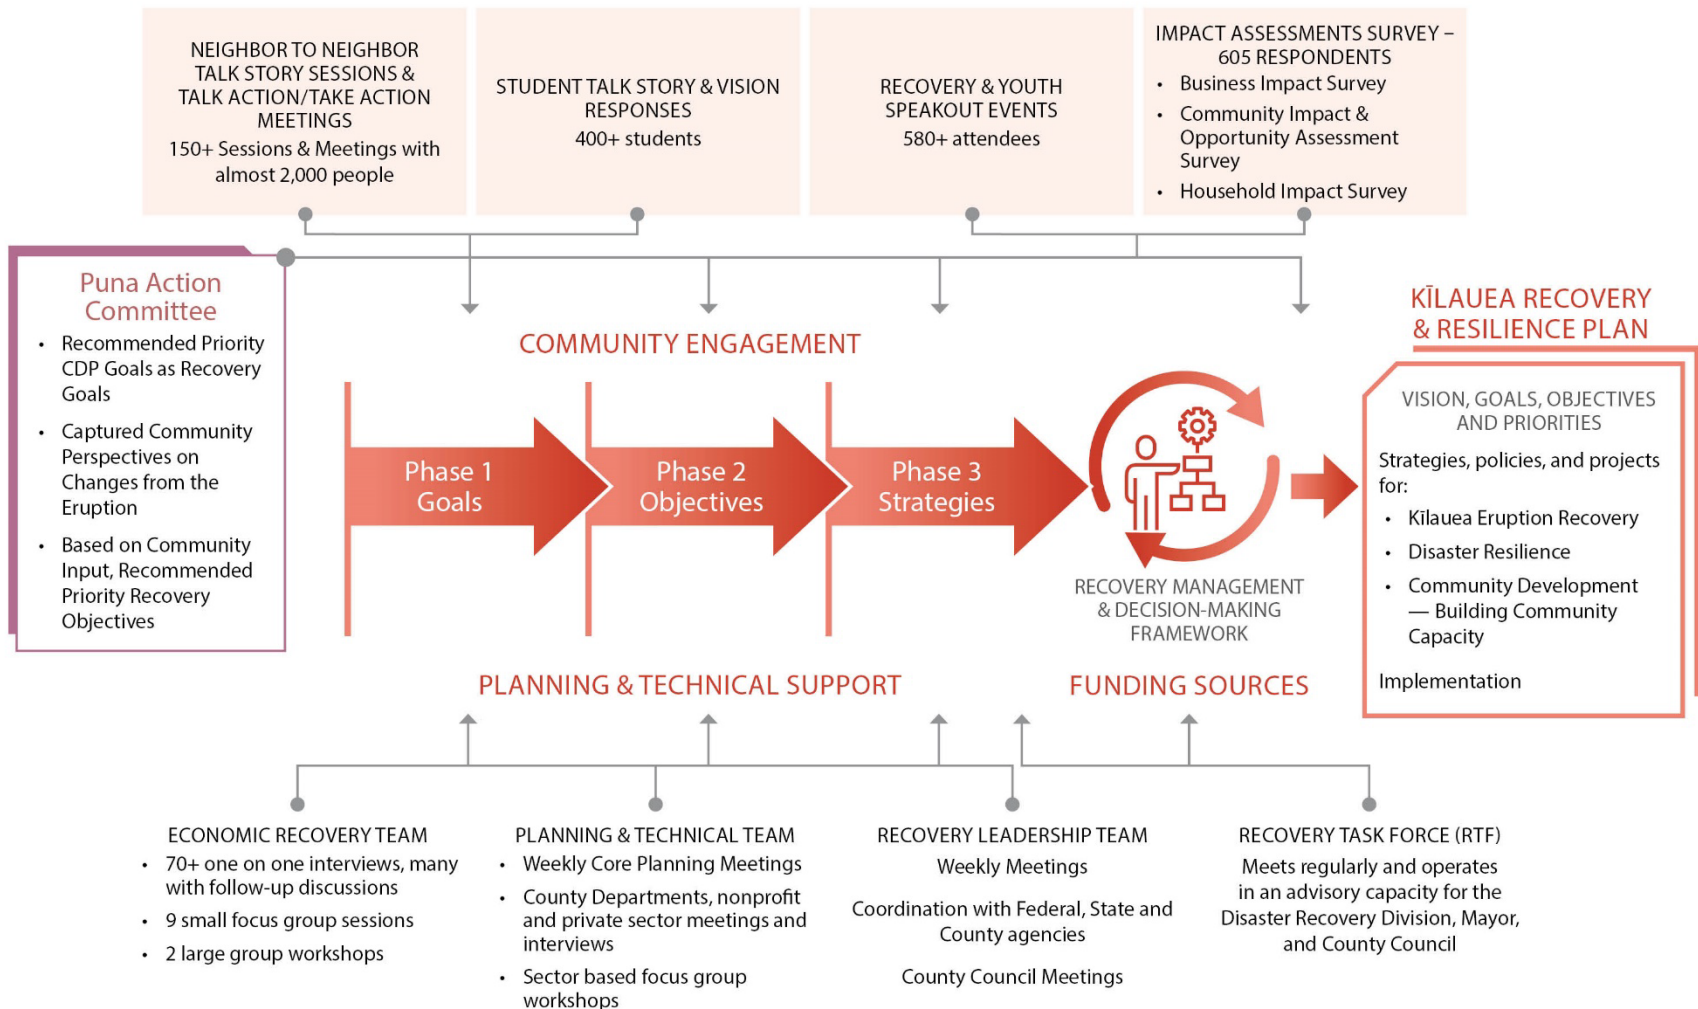 NEIGHBOR TO NEIGHBOR
TALK STORY SESSIONS &
TALK ACTION/TAKE ACTION
MEETINGS
150+ Sessions & Meetings with
almost 2,000 people
STUDENT TALK STORY & VISION
RESPONSES
400+ students
RECOVERY & YOUTH
SPEAKOUT EVENTS
580+ attendees
IMPACT ASSESSMENTS SURVEY –
605 RESPONDENTS
• Business Impact Survey
• Community Impact &
Opportunity Assessment
Survey
• Household Impact Survey
Puna Action
Committee
• Recommended Priority
CDP Goals as Recovery
Goals
• Captured Community
Perspectives on
Changes from the
Eruption
• Based on Community
Input, Recommended
Priority Recovery
Objectives
COMMUNITY ENGAGEMENT
Phase 1
Goals
Phase 2
Objectives
Phase 3
Strategies
RECOVERY MANAGEMENT
& DECISION-MAKING
FRAMEWORK
KĪLAUEA RECOVERY
& RESILIENCE PLAN
VISION, GOALS, OBJECTIVES
AND PRIORITIES
Strategies, policies, and projects
for:
• Kīlauea Eruption Recovery
• Disaster Resilience
• Community Development
— Building Community
Capacity
Implementation
PLANNING & TECHNICAL SUPPORT
FUNDING SOURCES
ECONOMIC RECOVERY TEAM
• 70+ one on one interviews, many
with follow-up discussions
• 9 small focus group sessions
• 2 large group workshops
PLANNING & TECHNICAL TEAM
• Weekly Core Planning Meetings
• County Departments, nonprofit
and private sector meetings and
interviews
• Sector based focus group
workshops
RECOVERY LEADERSHIP TEAM
Weekly Meetings
Coordination with Federal, State and
County agencies
County Council Meetings
RECOVERY TASK FORCE (RTF)
Meets regularly and operates
in an advisory capacity for the
Disaster Recovery Division, Mayor,
and County Council